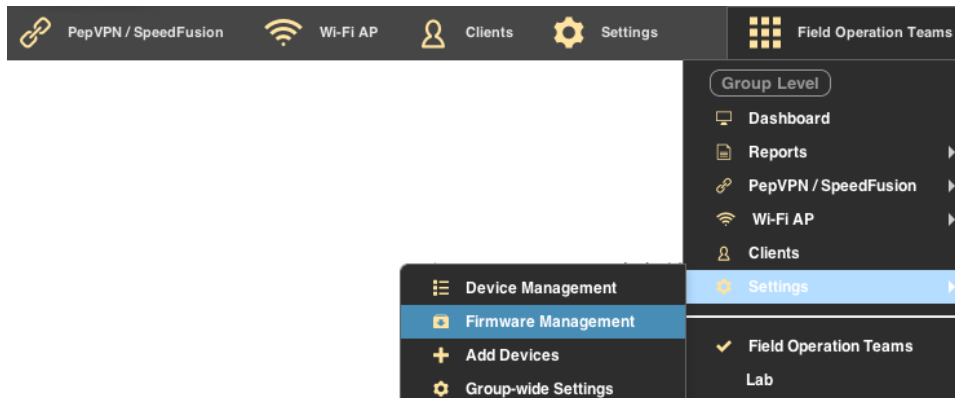 PepVPN / SpeedFusion Wi-Fi AP Clients Settings Field Operation Teams
Group Level
Dashboard
Reports
PepVPN / SpeedFusion
Wi-Fi AP
Clients
Settings
Device Management
Firmware Management
Add Devices
Group-wide Settings
Field Operation Teams
Lab